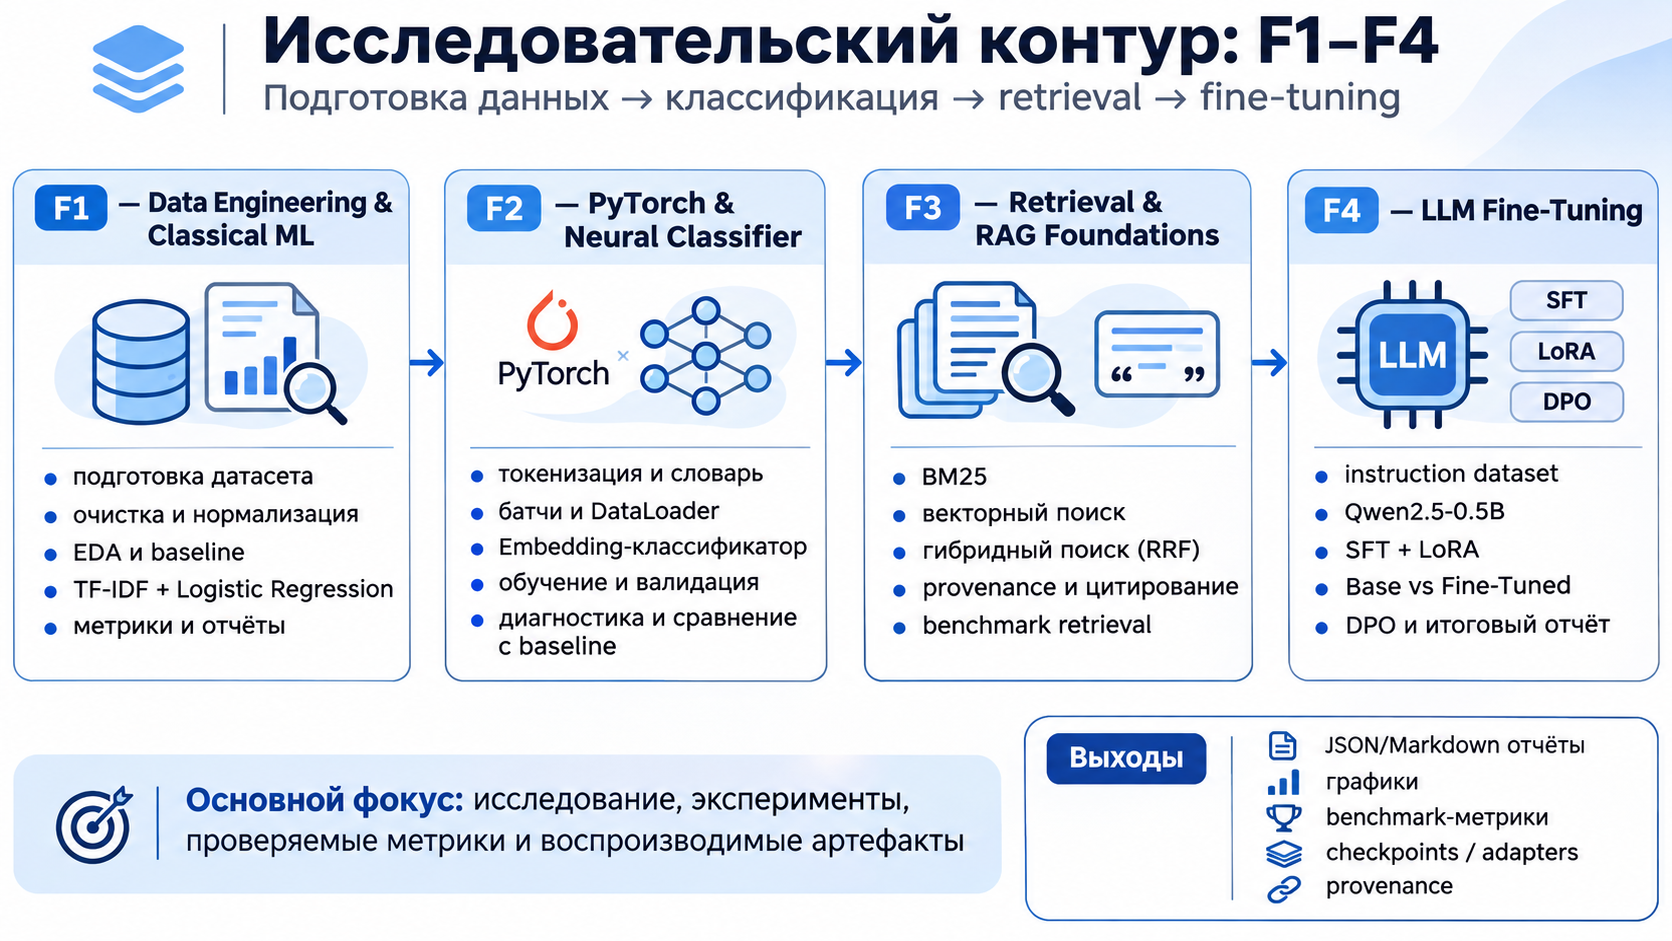 Исследовательский контур: F1–F4
Подготовка данных → классификация → retrieval → fine-tuning
F1 — Data Engineering &
Classical ML
подготовка датасета
очистка и нормализация
EDA и baseline
TF-IDF + Logistic Regression
метрики и отчёты
F2 — PyTorch &
Neural Classifier
PyTorch
токенизация и словарь
батчи и DataLoader
Embedding-классификатор
обучение и валидация
диагностика и сравнение
с baseline
F3 — Retrieval &
RAG Foundations
“ ”
BM25
векторный поиск
гибридный поиск (RRF)
provenance и цитирование
benchmark retrieval
F4 — LLM Fine-Tuning
LLM
SFT
LoRA
DPO
instruction dataset
Qwen2.5-0.5B
SFT + LoRA
Base vs Fine-Tuned
DPO и итоговый отчёт
Основной фокус: исследование, эксперименты,
проверяемые метрики и воспроизводимые артефакты
Выходы
JSON/Markdown отчёты
графики
benchmark-метрики
checkpoints / adapters
provenance